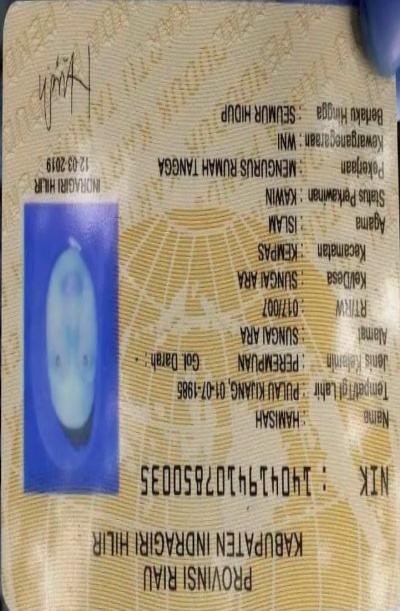 PROVINSI RIAU
KABUPATEN INDRAGIRI HILIR
NIK : 1404194107850035
Nama : HAMISAH
Tempat/Tgl Lahir : PULAU KIJANG, 01-07-1985
Jenis Kelamin : PEREMPUAN Gol. Darah : -
Alamat : SUNGAI ARA
RT/RW : 017/007
Kel/Desa : SUNGAI ARA
Kecamatan : KEMPAS
Agama : ISLAM
Status Perkawinan : KAWIN
Pekerjaan : MENGURUS RUMAH TANGGA
Kewarganegaraan : WNI
Berlaku Hingga : SEUMUR HIDUP
INDRAGIRI HILIR
12-03-2019